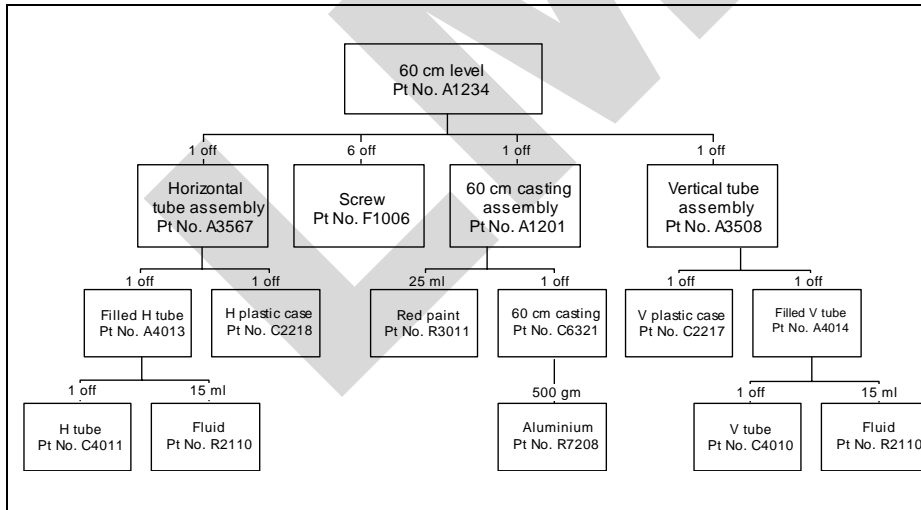 60 cm level
Pt No. A1234
1 off
6 off
1 off
1 off
Horizontal
tube assembly
Pt No. A3567
Screw
Pt No. F1006
60 cm casting
assembly
Pt No. A1201
Vertical tube
assembly
Pt No. A3508
1 off
1 off
25 ml
1 off
1 off
1 off
Filled H tube
Pt No. A4013
H plastic case
Pt No. C2218
Red paint
Pt No. R3011
60 cm casting
Pt No. C6321
V plastic case
Pt No. C2217
Filled V tube
Pt No. A4014
1 off
15 ml
500 gm
1 off
15 ml
H tube
Pt No. C4011
Fluid
Pt No. R2110
Aluminium
Pt No. R7208
V tube
Pt No. C4010
Fluid
Pt No. R2110